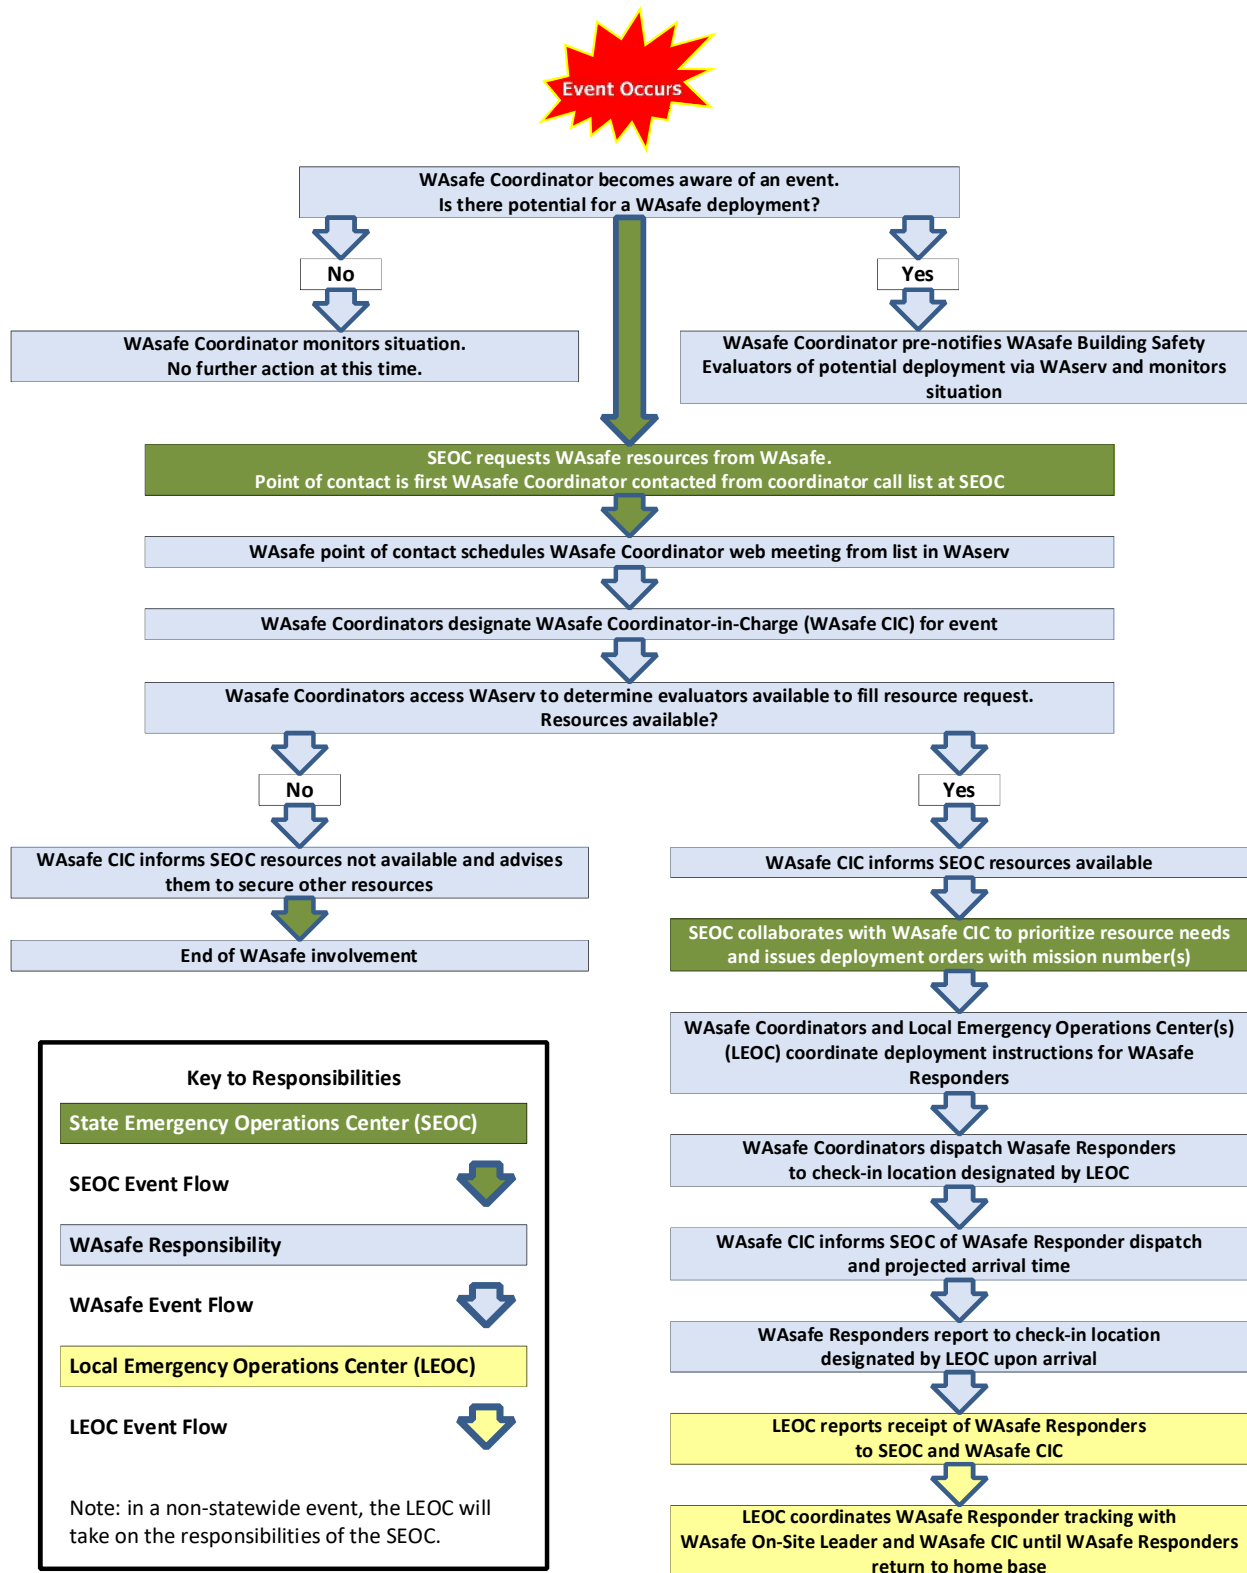 Event Occurs
WAsafe Coordinator becomes aware of an event.
Is there potential for a WAsafe deployment?
No
Yes
WAsafe Coordinator monitors situation.
No further action at this time.
WAsafe Coordinator pre-notifies WAsafe Building Safety
Evaluators of potential deployment via WAserv and monitors
situation
SEOC requests WAsafe resources from WAsafe.
Point of contact is first WAsafe Coordinator contacted from coordinator call list at SEOC
WAsafe point of contact schedules WAsafe Coordinator web meeting from list in WAserv
WAsafe Coordinators designate WAsafe Coordinator-in-Charge (WAsafe CIC) for event
Wasafe Coordinators access WAserv to determine evaluators available to fill resource request.
Resources available?
No
Yes
WAsafe CIC informs SEOC resources not available and advises
them to secure other resources
End of WAsafe involvement
WAsafe CIC informs SEOC resources available
SEOC collaborates with WAsafe CIC to prioritize resource needs
and issues deployment orders with mission number(s)
WAsafe Coordinators and Local Emergency Operations Center(s)
(LEOC) coordinate deployment instructions for WAsafe
Responders
WAsafe Coordinators dispatch Wasafe Responders
to check-in location designated by LEOC
WAsafe CIC informs SEOC of WAsafe Responder dispatch
and projected arrival time
WAsafe Responders report to check-in location
designated by LEOC upon arrival
LEOC reports receipt of WAsafe Responders
to SEOC and WAsafe CIC
LEOC coordinates WAsafe Responder tracking with
WAsafe On-Site Leader and WAsafe CIC until WAsafe Responders
return to home base
Key to Responsibilities
State Emergency Operations Center (SEOC)
SEOC Event Flow
WAsafe Responsibility
WAsafe Event Flow
Local Emergency Operations Center (LEOC)
LEOC Event Flow
Note: in a non-statewide event, the LEOC will
take on the responsibilities of the SEOC.